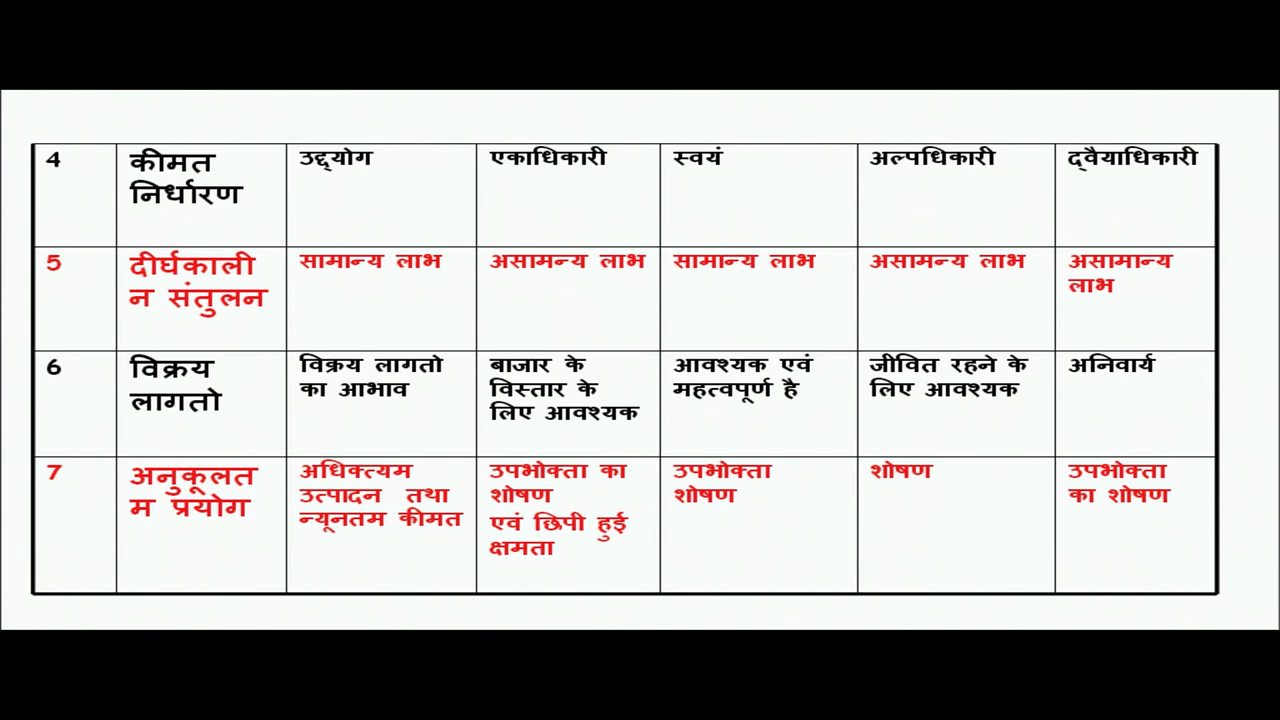 4 कीमत निर्धारण उद्द्योग एकाधिकारी स्वयं अल्पधिकारी द्वैयाधिकारी
5 दीर्घकाली सामान्य लाभ असामन्य लाभ सामान्य लाभ असामन्य लाभ असामान्य
न संतुलन लाभ
6 विक्रय विक्रय लागतो बाजार के आवश्यक एवं जीवित रहने के अनिवार्य
लागतो का आभाव विस्तार के महत्वपूर्ण है लिए आवश्यक
लिए आवश्यक
7 अनुकूलत अधिक्त्यम उपभोक्ता का उपभोक्ता शोषण उपभोक्ता
म प्रयोग उत्पादन तथा शोषण शोषण का शोषण
न्यूनतम कीमत एवं छिपी हुई
क्षमता